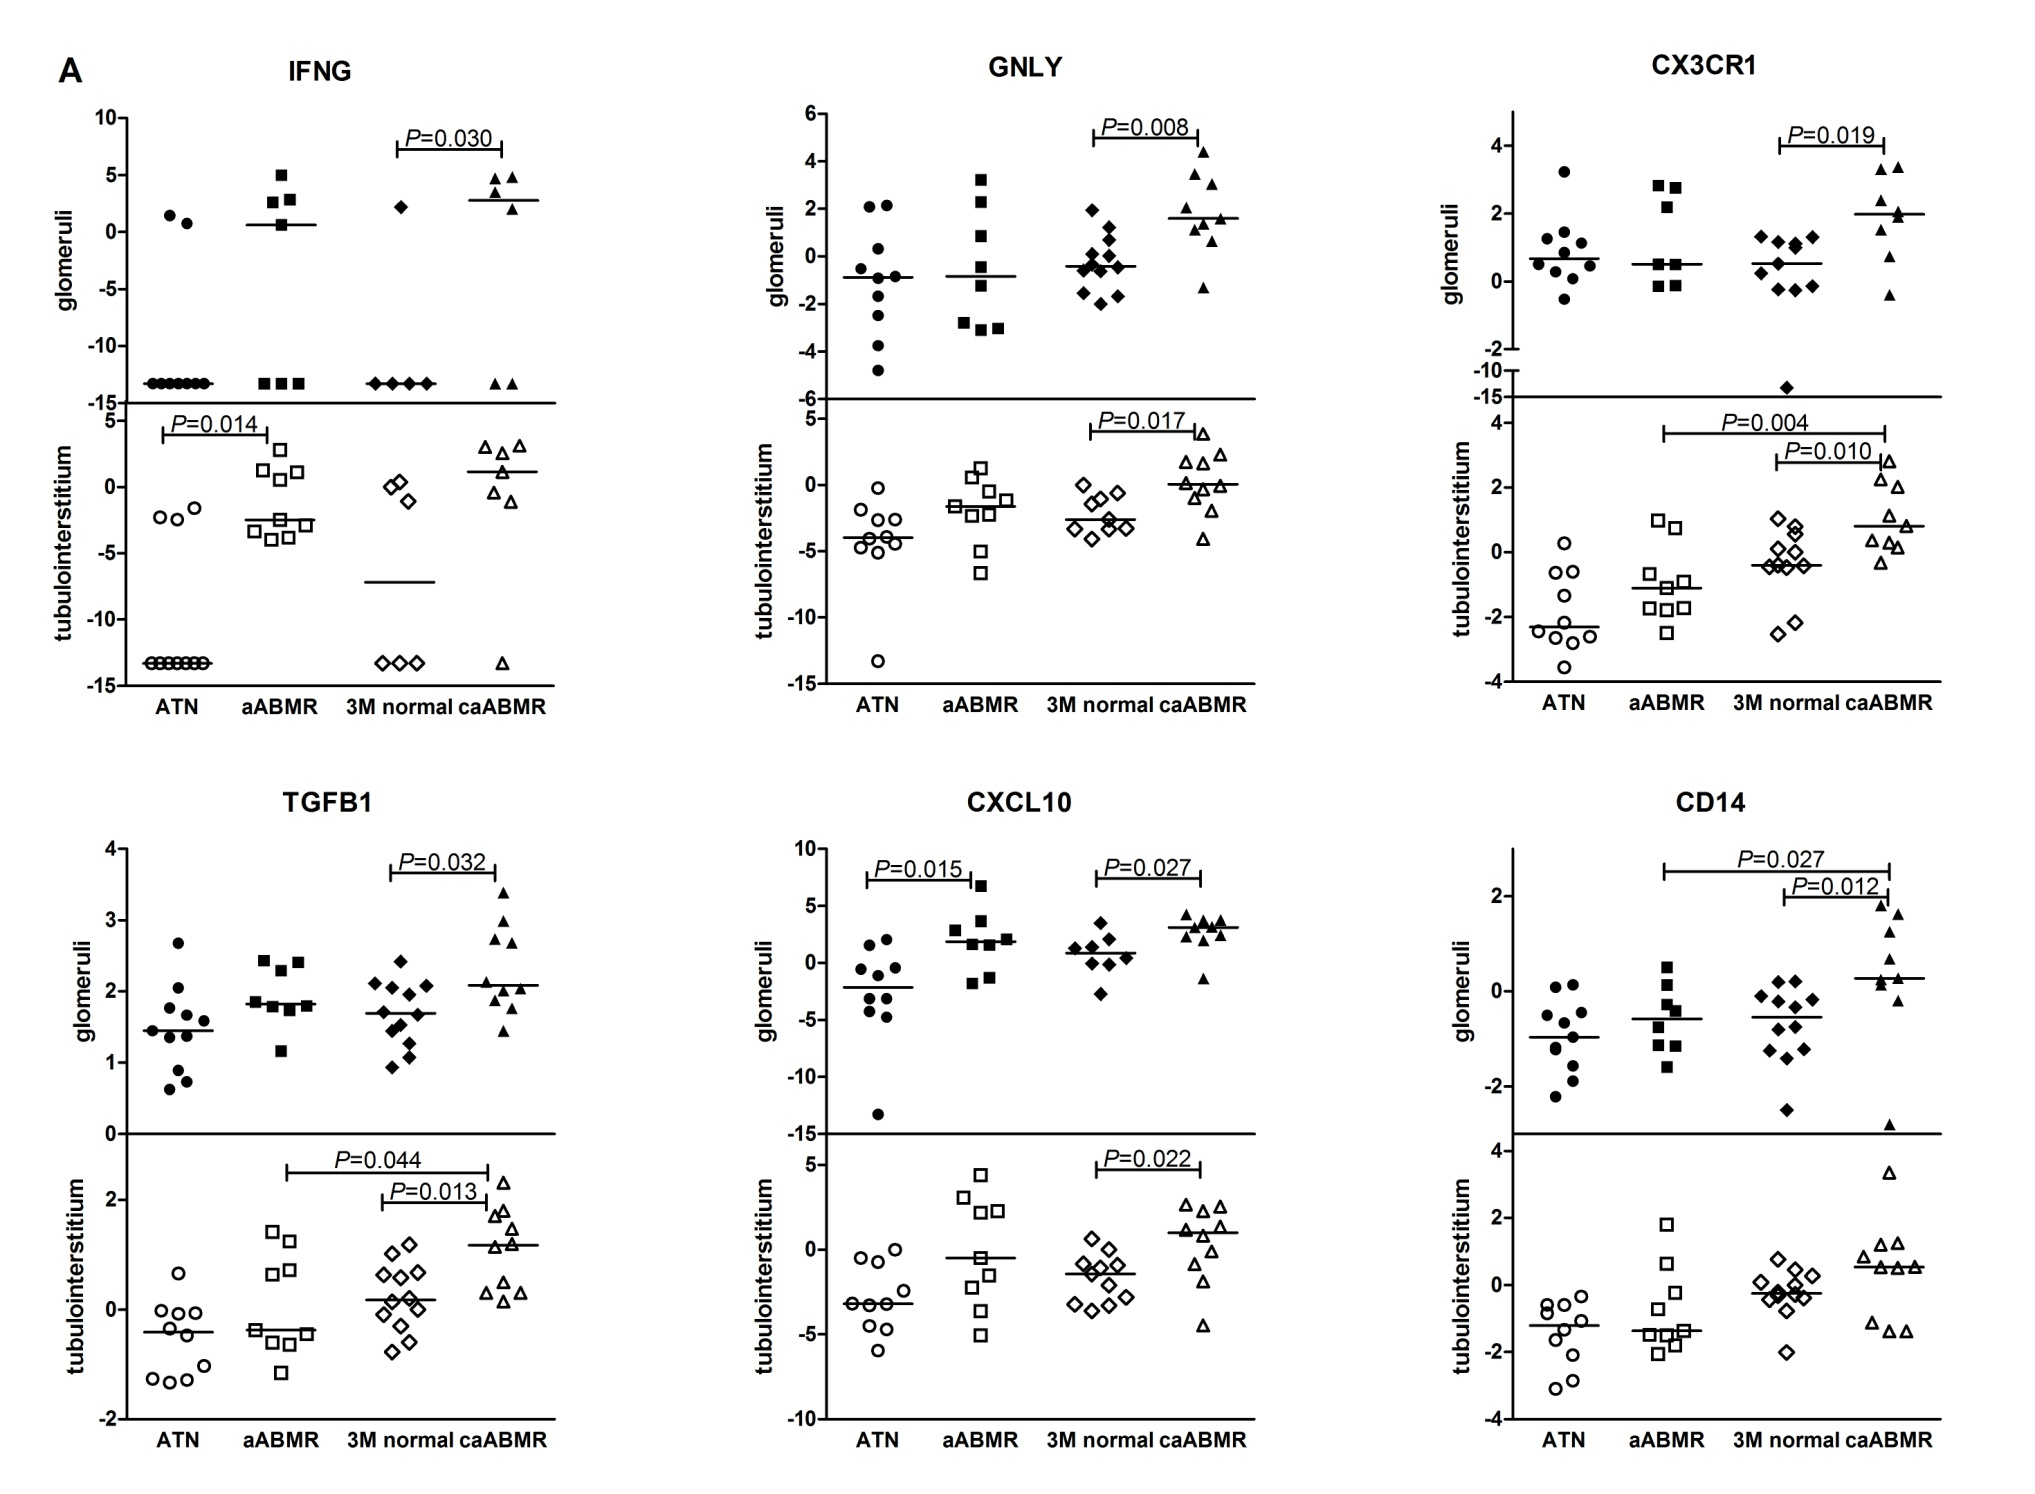 A
IFNG
GNLY
CX3CR1
glomeruli
10
5
0
-5
-10
-15
P=0.030
tubulointerstitium
5
0
-5
-10
-15
P=0.014
ATN aABMR 3M normal caABMR
glomeruli
6
4
2
0
-2
-4
-6
P=0.008
tubulointerstitium
5
0
-5
-10
-15
P=0.017
ATN aABMR 3M normal caABMR
glomeruli
4
2
0
-2
-10
-15
P=0.019
tubulointerstitium
4
2
0
-2
-4
P=0.004
P=0.010
ATN aABMR 3M normal caABMR
TGFB1
CXCL10
CD14
glomeruli
4
3
2
1
0
P=0.032
tubulointerstitium
2
0
-2
P=0.044
P=0.013
ATN aABMR 3M normal caABMR
glomeruli
10
5
0
-5
-10
-15
P=0.015
P=0.027
tubulointerstitium
5
0
-5
-10
P=0.022
ATN aABMR 3M normal caABMR
glomeruli
2
0
-2
P=0.027
P=0.012
tubulointerstitium
4
2
0
-2
-4
ATN aABMR 3M normal caABMR